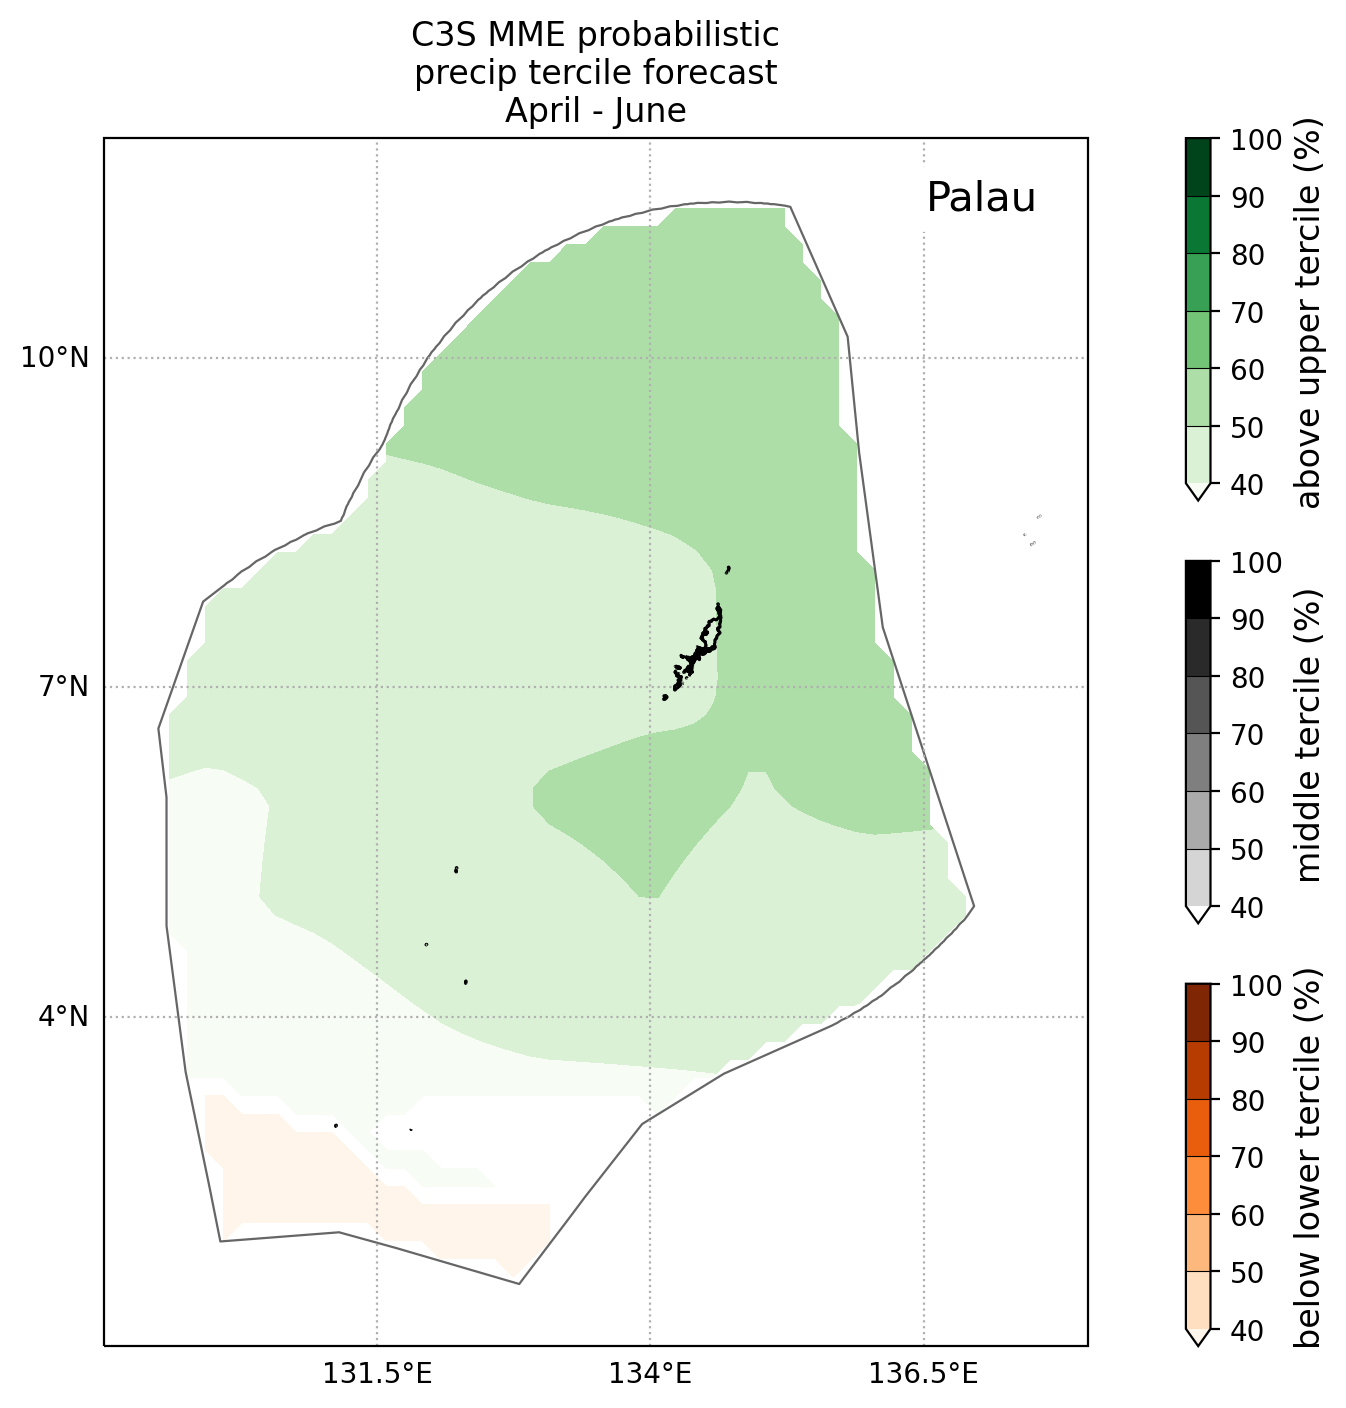 C3S MME probabilistic
precip tercile forecast
April - June
Palau
10°N
7°N
4°N
131.5°E
134°E
136.5°E
100
90
80
70
60
50
40
above upper tercile (%)
100
90
80
70
60
50
40
middle tercile (%)
100
90
80
70
60
50
40
below lower tercile (%)